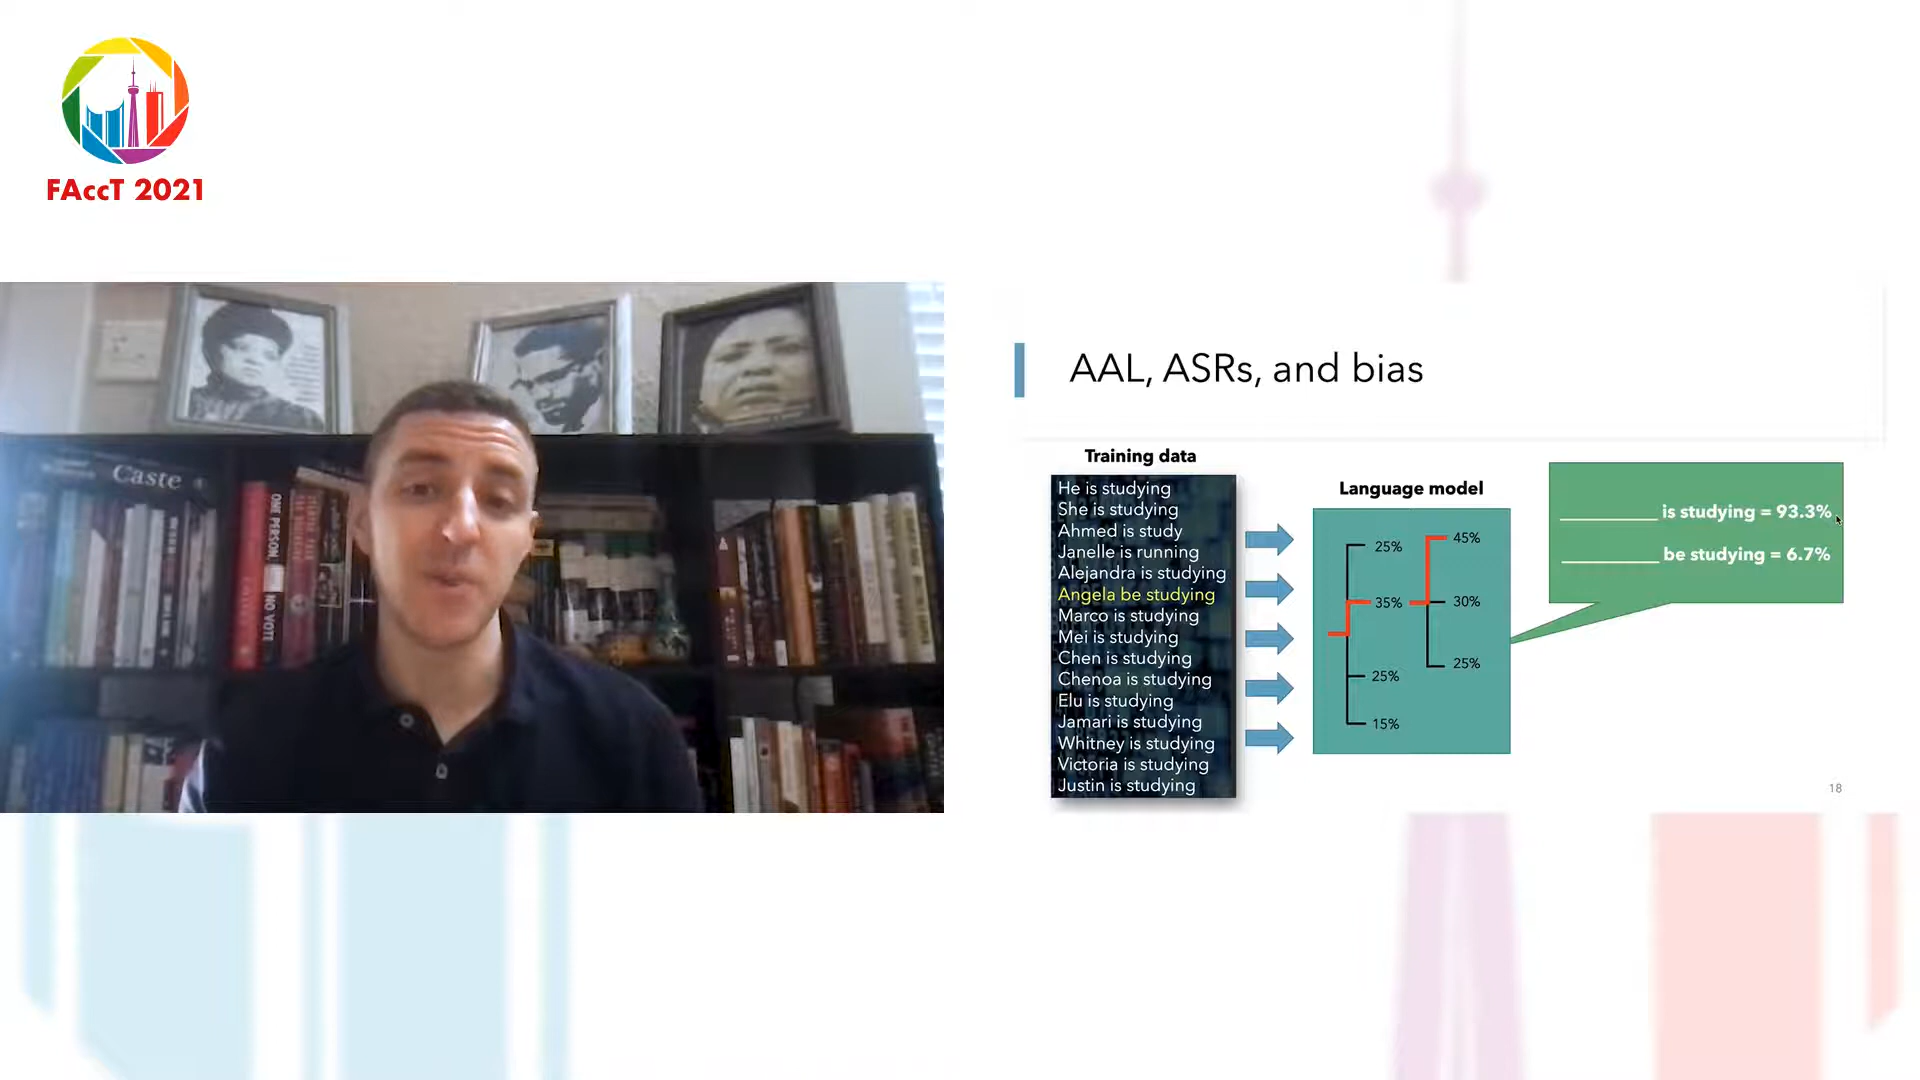 FAccT 2021
Caste
ONE PERSON, NO VOTE
AAL, ASRs, and bias
Training data
He is studying
She is studying
Ahmed is study
Janelle is running
Alejandra is studying
Angela be studying
Marco is studying
Mei is studying
Chen is studying
Chenoa is studying
Elu is studying
Jamari is studying
Whitney is studying
Victoria is studying
Justin is studying
Language model
25%
35%
25%
15%
45%
30%
25%
__________ is studying = 93.3%
__________ be studying = 6.7%
18